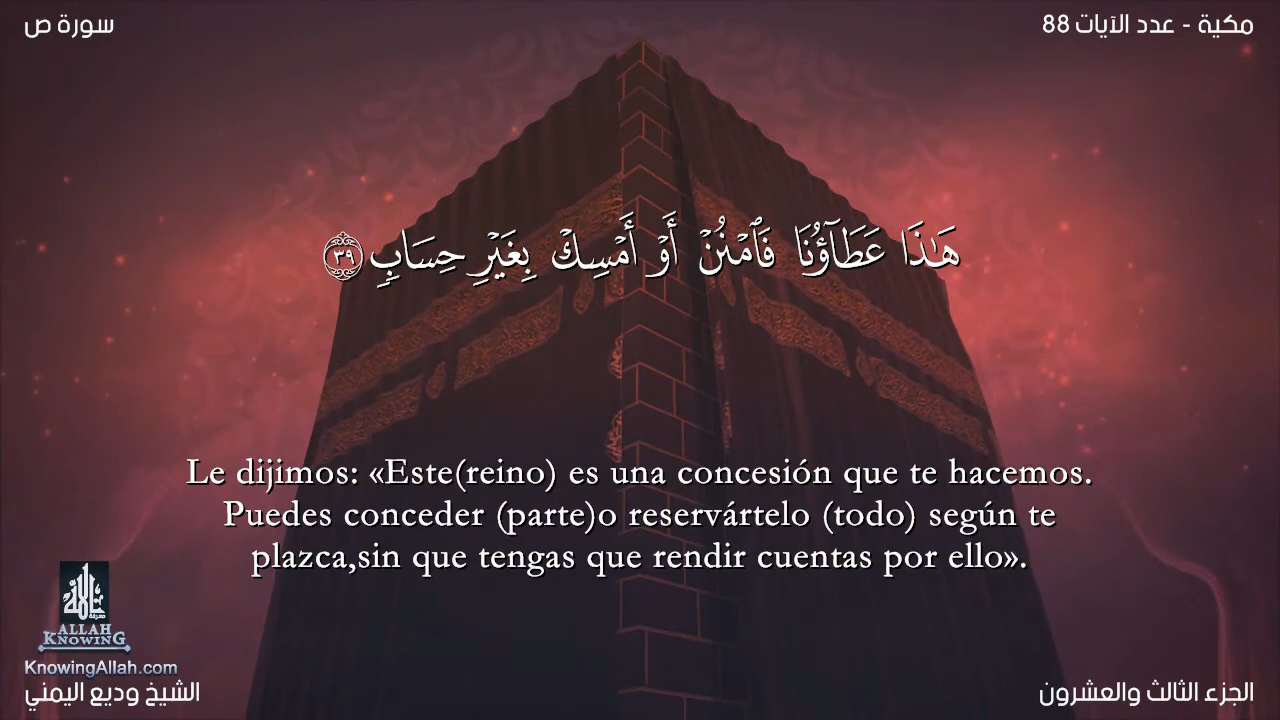 سورة ص
مكية - عدد الآيات 88
هَـٰذَا عَطَآؤُنَا فَٱمْنُنْ أَوْ أَمْسِكْ بِغَيْرِ حِسَابٍ ٣٩
Le dijimos: «Este(reino) es una concesión que te hacemos.
Puedes conceder (parte)o reservártelo (todo) según te
plazca,sin que tengas que rendir cuentas por ello».
ALLAH
KNOWING
KnowingAllah.com
الشيخ وديع اليمني
الجزء الثالث والعشرون